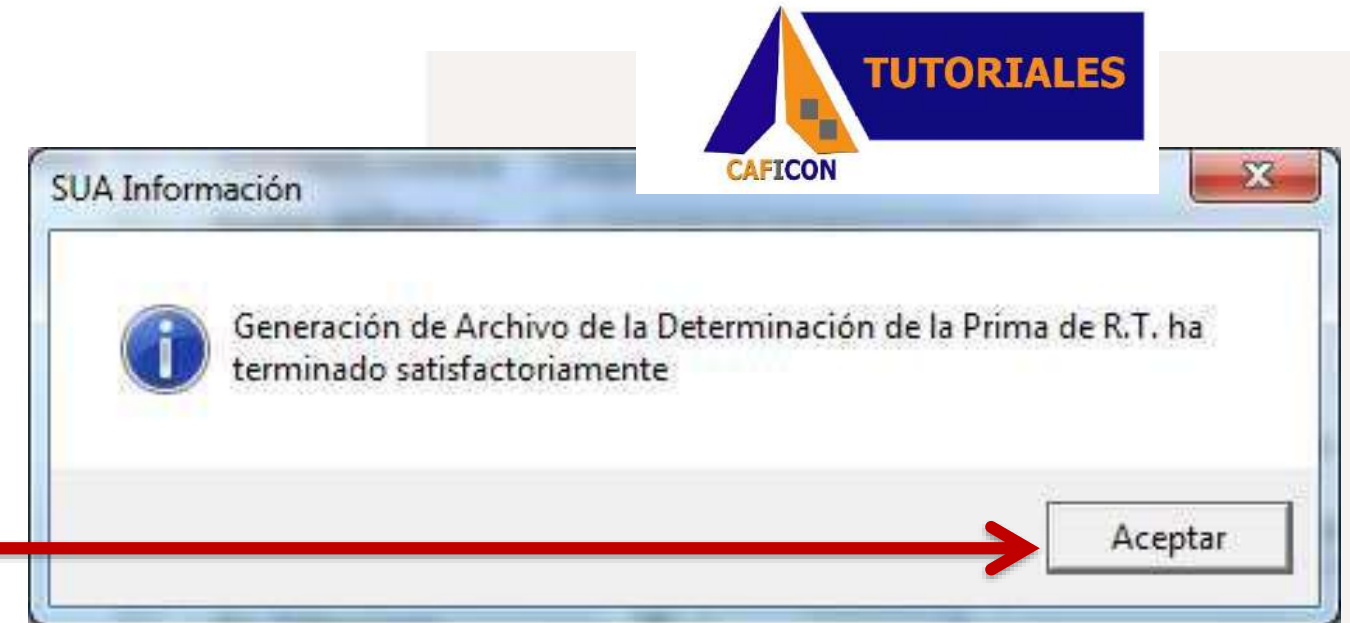 TUTORIALES
CAFICON
SUA Información
Generación de Archivo de la Determinación de la Prima de R.T. ha
terminado satisfactoriamente
Aceptar